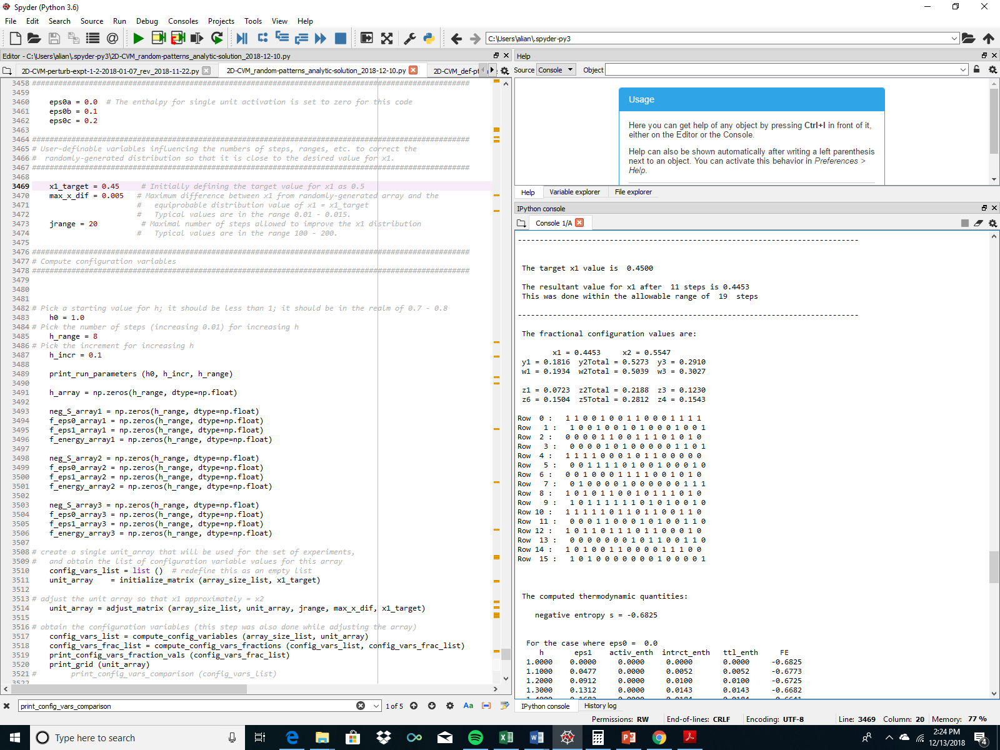 Spyder (Python 3.6)
File Edit Search Source Run Debug Consoles Projects Tools View Help
C:\Users\alian\.spyder-py3
Editor - C:\Users\alian\.spyder-py3\2D-CVM_random-patterns_analytic-solution_2018-12-10.py
2D-CVM-perturb-expt-1-2-2018-01-07_rev_2018-11-22.py 2D-CVM_random-patterns_analytic-solution_2018-12-10.py
3458 ####################################################################################################
3459
3460 eps0a = 0.0 # The enthalpy for single unit activation is set to zero for this code
3461 eps0b = 0.1
3462 eps0c = 0.2
3463
3464 ####################################################################################################
3465 # User-definable variables influencing the numbers of steps, ranges, etc. to correct the
3466 # randomly-generated distribution so that it is close to the desired value for x1.
3467 ####################################################################################################
3468
3469 x1_target = 0.45 # Initially defining the target value for x1 as 0.5
3470 max_x_dif = 0.005 # Maximum difference between x1 from randomly-generated array and the
3471 # equiprobable distribution value of x1 = x1_target
3472 # Typical values are in the range 0.01 - 0.015.
3473 jrange = 20 # Maximal number of steps allowed to improve the x1 distribution
3474 # Typical values are in the range 100 - 200.
3475
3476 ####################################################################################################
3477 # Compute configuration variables
3478 ####################################################################################################
3479
3480
3481
3482 # Pick a starting value for h; it should be less than 1; it should be in the realm of 0.7 - 0.8
3483 h0 = 1.0
3484 # Pick the number of steps (increasing 0.01) for increasing h
3485 h_range = 8
3486 # Pick the increment for increasing h
3487 h_incr = 0.1
3488
3489 print_run_parameters (h0, h_incr, h_range)
3490
3491 h_array = np.zeros(h_range, dtype=np.float)
3492
3493 neg_S_array1 = np.zeros(h_range, dtype=np.float)
3494 f_eps0_array1 = np.zeros(h_range, dtype=np.float)
3495 f_eps1_array1 = np.zeros(h_range, dtype=np.float)
3496 f_energy_array1 = np.zeros(h_range, dtype=np.float)
3497
3498 neg_S_array2 = np.zeros(h_range, dtype=np.float)
3499 f_eps0_array2 = np.zeros(h_range, dtype=np.float)
3500 f_eps1_array2 = np.zeros(h_range, dtype=np.float)
3501 f_energy_array2 = np.zeros(h_range, dtype=np.float)
3502
3503 neg_S_array3 = np.zeros(h_range, dtype=np.float)
3504 f_eps0_array3 = np.zeros(h_range, dtype=np.float)
3505 f_eps1_array3 = np.zeros(h_range, dtype=np.float)
3506 f_energy_array3 = np.zeros(h_range, dtype=np.float)
3507
3508 # create a single unit_array that will be used for the set of experiments,
3509 # and obtain the list of configuration variable values for this array
3510 config_vars_list = list () # redefine this as an empty list
3511 unit_array = initialize_matrix (array_size_list, x1_target)
3512
3513 # adjust the unit array so that x1 approximately = x2
3514 unit_array = adjust_matrix (array_size_list, unit_array, jrange, max_x_dif, x1_target)
3515
3516 # obtain the configuration variables (this step was also done while adjusting the array)
3517 config_vars_list = compute_config_variables (array_size_list, unit_array)
3518 config_vars_frac_list = compute_config_vars_fractions (config_vars_list, config_vars_frac_list)
3519 print_config_vars_fraction_vals (config_vars_frac_list)
3520 print_grid (unit_array)
3521 # print_config_vars_comparison (config_vars_list)
3522
print_config_vars_comparison 1 of 5 Aa
Help
Source Console Object
Usage
Here you can get help of any object by pressing Ctrl+I in front of it,
either on the Editor or the Console.
Help can also be shown automatically after writing a left parenthesis
next to an object. You can activate this behavior in Preferences >
Help.
Help Variable explorer File explorer
IPython console
Console 1/A
------------------------------------------------------------------------------
The target x1 value is 0.4500
The resultant value for x1 after 11 steps is 0.4453
This was done within the allowable range of 19 steps
------------------------------------------------------------------------------
The fractional configuration values are:
x1 = 0.4453 x2 = 0.5547
y1 = 0.1816 y2Total = 0.5273 y3 = 0.2910
w1 = 0.1934 w2Total = 0.5039 w3 = 0.3027
z1 = 0.0723 z2Total = 0.2188 z3 = 0.1230
z6 = 0.1504 z5Total = 0.2812 z4 = 0.1543
Row 0 : 1 1 0 0 1 0 0 1 1 0 0 0 1 1 1 1
Row 1 : 1 0 0 1 0 0 1 0 1 0 0 0 1 0 0 1
Row 2 : 0 0 0 0 1 1 0 0 1 1 1 0 1 0 1 0
Row 3 : 0 0 0 0 1 0 1 0 0 0 0 0 1 1 0 1
Row 4 : 1 1 1 1 0 0 0 1 0 1 1 0 0 0 0 0
Row 5 : 0 0 1 1 1 1 0 1 0 0 1 0 0 0 1 0
Row 6 : 0 0 1 0 0 0 1 1 1 1 0 0 1 0 1 0
Row 7 : 0 1 0 0 0 0 1 0 0 0 0 0 0 1 1 1
Row 8 : 1 0 1 0 1 1 0 0 1 0 1 1 1 0 1 0
Row 9 : 1 0 1 1 1 1 1 1 0 1 0 1 0 0 1 0
Row 10 : 1 1 1 1 1 0 1 1 0 1 1 0 0 1 1 0
Row 11 : 0 0 0 1 1 0 0 0 1 0 1 0 0 1 1 0
Row 12 : 1 0 1 1 0 1 1 1 0 1 1 0 0 0 1 0
Row 13 : 0 0 0 0 0 0 0 1 0 1 1 0 0 1 1 0
Row 14 : 1 0 1 0 0 1 1 0 0 0 0 1 1 1 0 0
Row 15 : 1 0 1 0 0 0 0 0 0 0 1 0 0 0 0 1
The computed thermodynamic quantities:
negative entropy s = -0.6825
For the case where eps0 = 0.0
h eps1 activ_enth intrct_enth ttl_enth FE
1.0000 0.0000 0.0000 0.0000 0.0000 -0.6825
1.1000 0.0477 0.0000 0.0052 0.0052 -0.6773
1.2000 0.0912 0.0000 0.0100 0.0100 -0.6725
1.3000 0.1312 0.0000 0.0143 0.0143 -0.6682
IPython console History log
Permissions: RW End-of-lines: CRLF Encoding: UTF-8 Line: 3469 Column: 20 Memory: 77 %
Type here to search
2:24 PM
12/13/2018
4